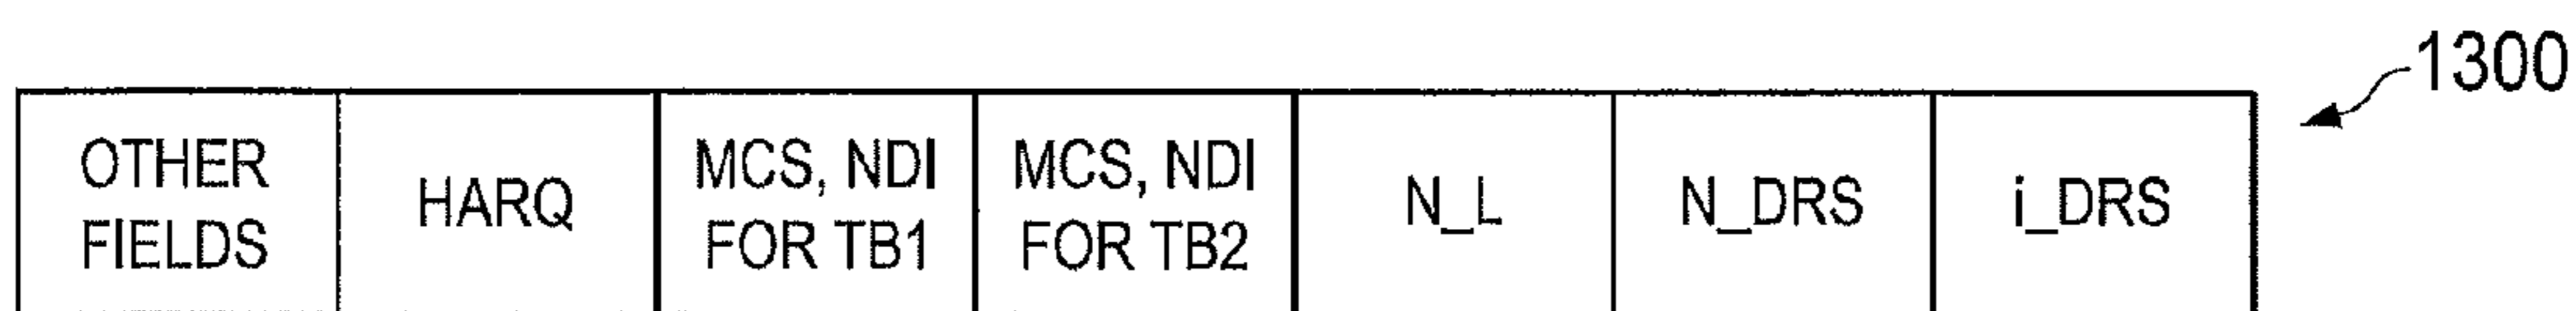 1300
OTHER
FIELDS
HARQ
MCS, NDI
FOR TB1
MCS, NDI
FOR TB2
N_L
N_DRS
i_DRS